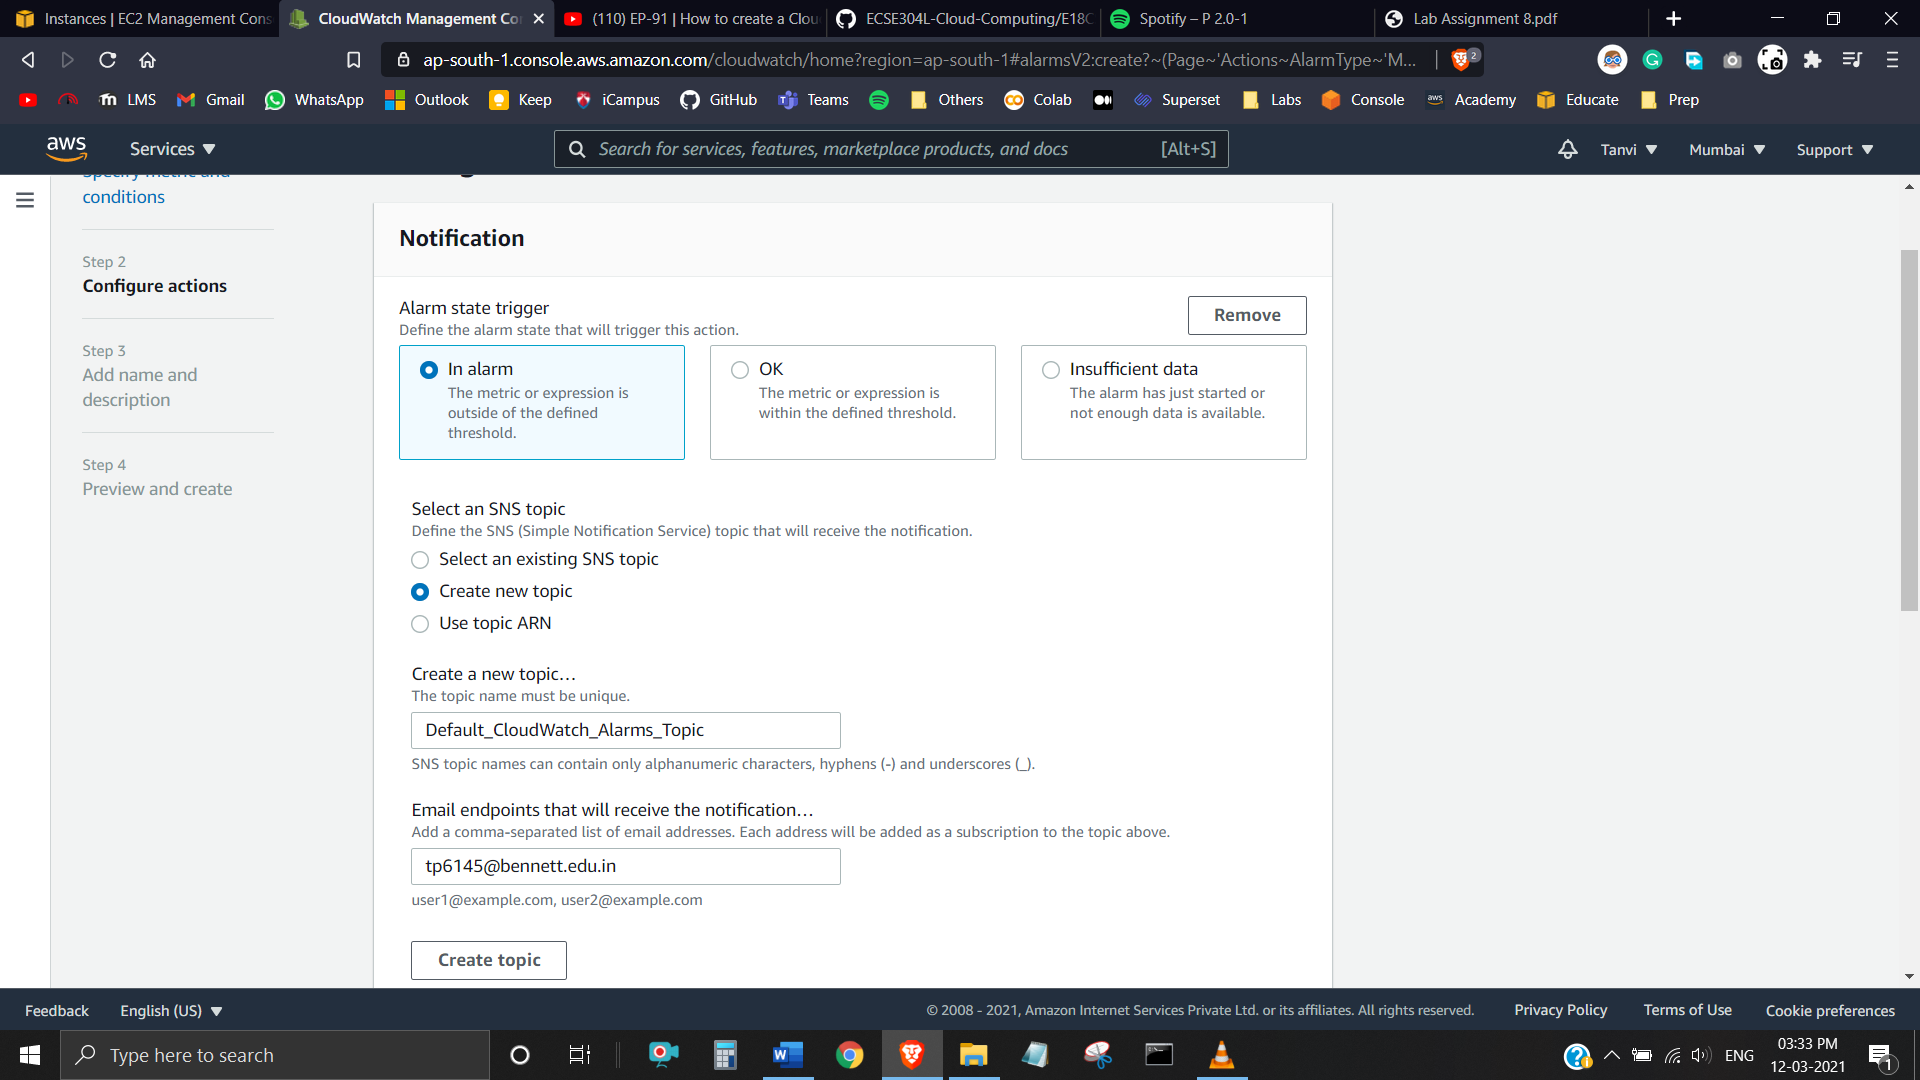 Instances | EC2 Management Cons
CloudWatch Management Co
(110) EP-91 | How to create a Clou
ECSE304L-Cloud-Computing/E18C
Spotify – P 2.0-1
Lab Assignment 8.pdf
ap-south-1.console.aws.amazon.com/cloudwatch/home?region=ap-south-1#alarmsV2:create?~(Page~'Actions~AlarmType~'M...
2
LMS
Gmail
WhatsApp
Outlook
Keep
iCampus
GitHub
Teams
Others
Colab
Superset
Labs
Console
aws
Academy
Educate
Prep
aws
Services
Search for services, features, marketplace products, and docs
[Alt+S]
Tanvi
Mumbai
Support
Specify metric and
conditions
Step 2
Configure actions
Step 3
Add name and
description
Step 4
Preview and create
Notification
Alarm state trigger
Define the alarm state that will trigger this action.
Remove
In alarm
The metric or expression is
outside of the defined
threshold.
OK
The metric or expression is
within the defined threshold.
Insufficient data
The alarm has just started or
not enough data is available.
Select an SNS topic
Define the SNS (Simple Notification Service) topic that will receive the notification.
Select an existing SNS topic
Create new topic
Use topic ARN
Create a new topic…
The topic name must be unique.
Default_CloudWatch_Alarms_Topic
SNS topic names can contain only alphanumeric characters, hyphens (-) and underscores (_).
Email endpoints that will receive the notification…
Add a comma-separated list of email addresses. Each address will be added as a subscription to the topic above.
tp6145@bennett.edu.in
user1@example.com, user2@example.com
Create topic
Feedback
English (US)
© 2008 - 2021, Amazon Internet Services Private Ltd. or its affiliates. All rights reserved.
Privacy Policy
Terms of Use
Cookie preferences
Type here to search
ENG
03:33 PM
12-03-2021
1